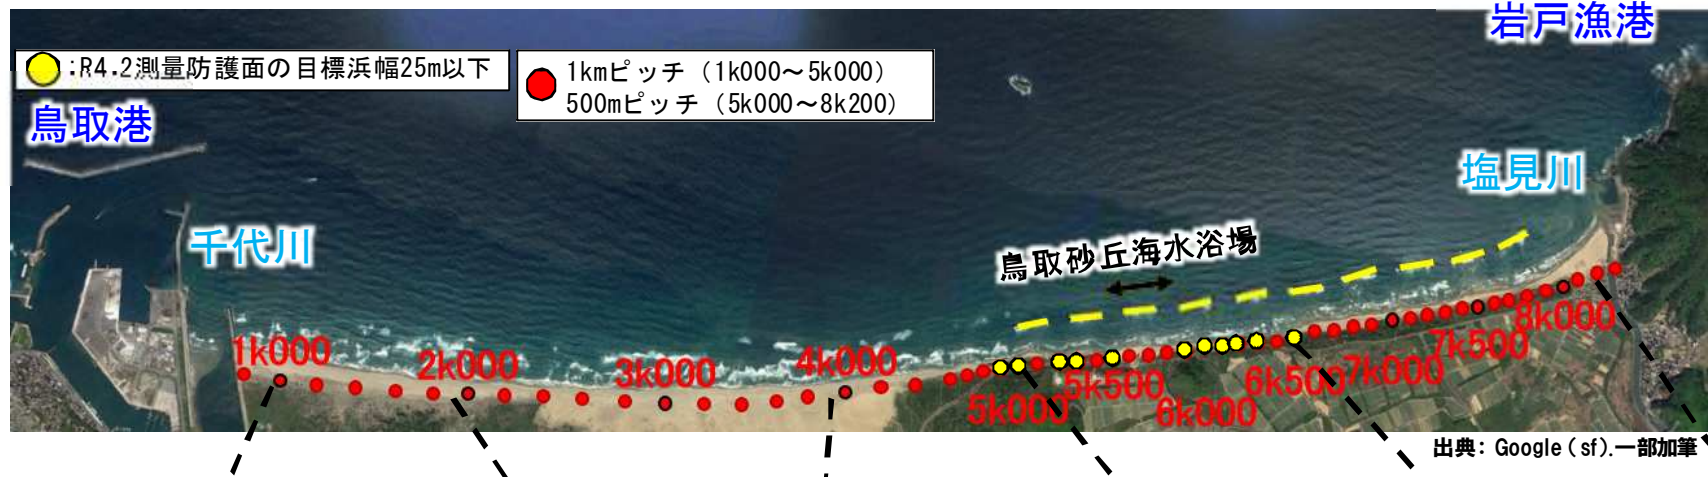 岩戸漁港
:R4.2測量防護面の目標浜幅25m以下
1kmピッチ（1k000～5k000）
500mピッチ（5k000～8k200）
鳥取港
塩見川
千代川
鳥取砂丘海水浴場
1k000
2k000
3k000
4k000
5k000
5k500
6k000
6k500
7k000
7k500
8k000
出典: Google（sf).一部加筆